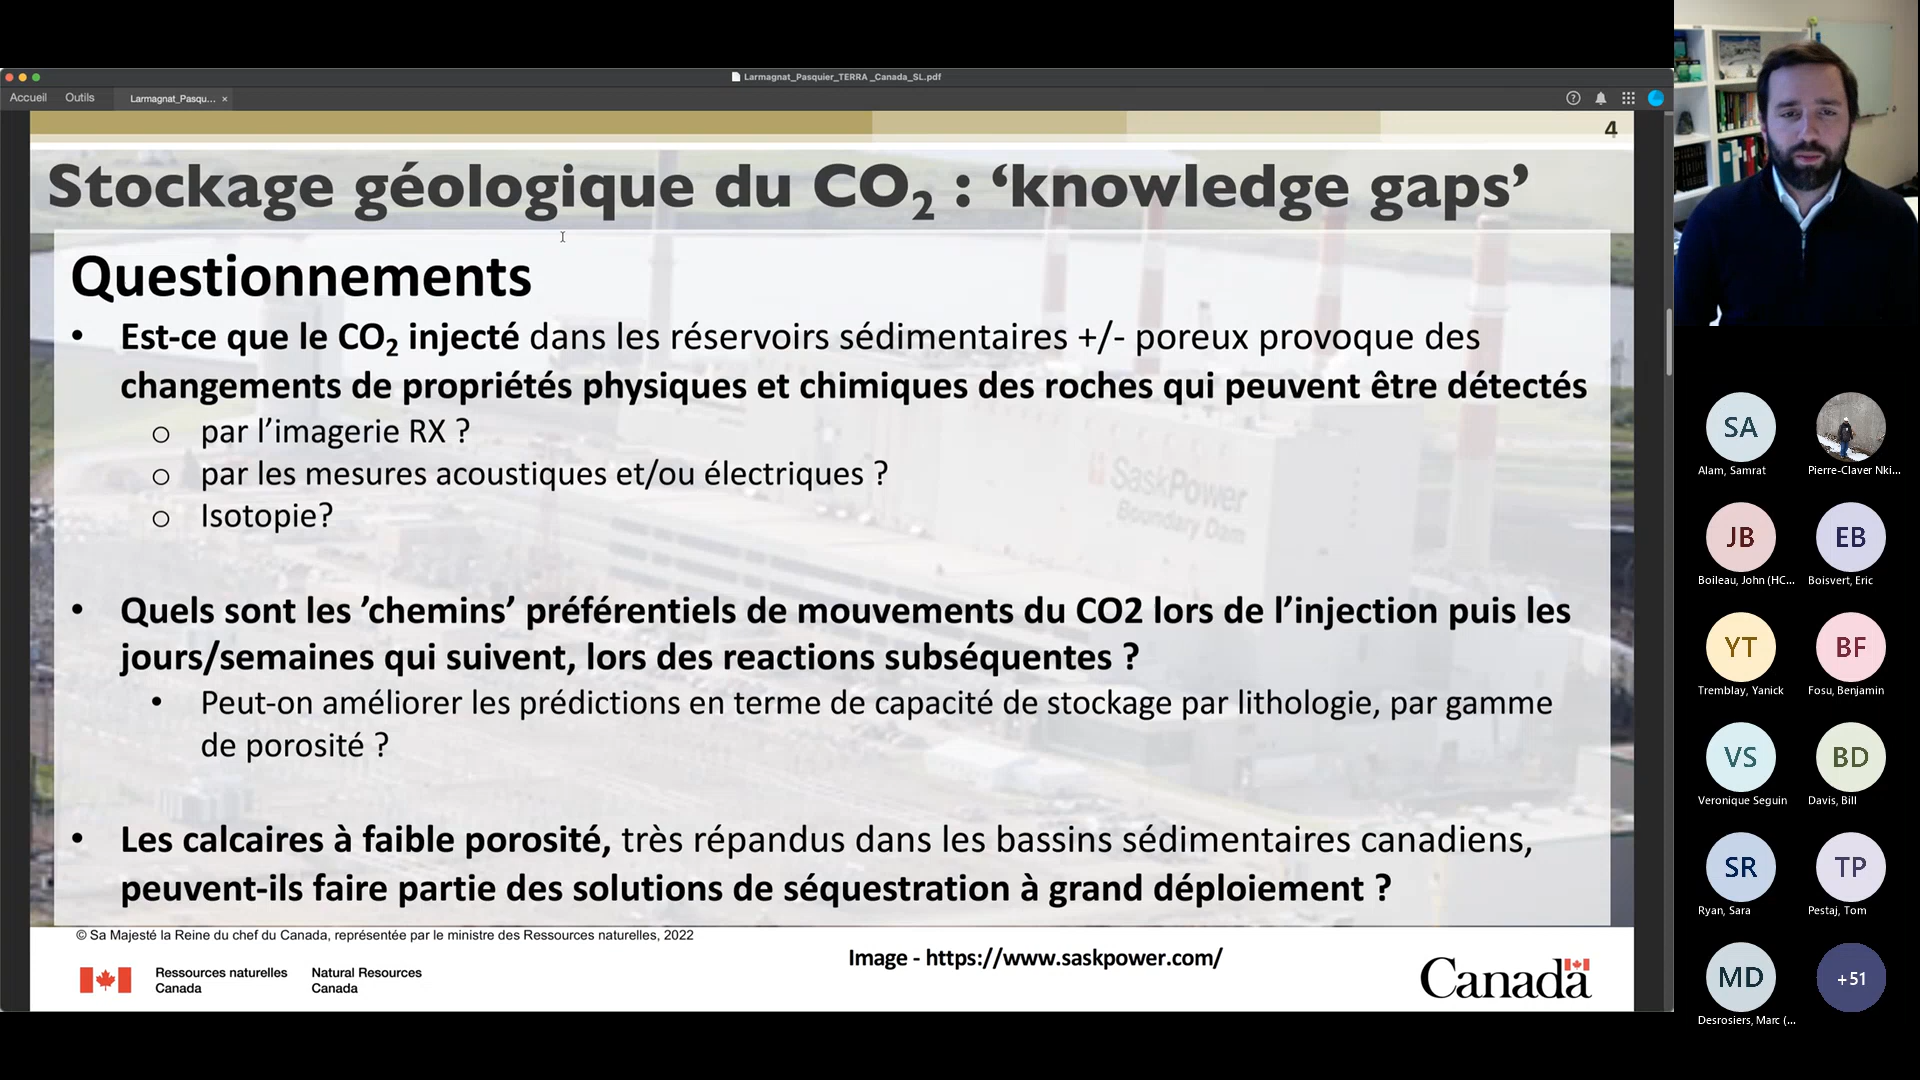 Larmagnat_Pasquier_TERRA _Canada_SL.pdf
Accueil
Outils
Larmagnat_Pasqu... ×
4
Stockage géologique du CO₂ : ‘knowledge gaps’
Questionnements
• Est-ce que le CO₂ injecté dans les réservoirs sédimentaires +/- poreux provoque des
changements de propriétés physiques et chimiques des roches qui peuvent être détectés
o par l’imagerie RX ?
o par les mesures acoustiques et/ou électriques ?
o Isotopie?
• Quels sont les ’chemins’ préférentiels de mouvements du CO2 lors de l’injection puis les
jours/semaines qui suivent, lors des reactions subséquentes ?
• Peut-on améliorer les prédictions en terme de capacité de stockage par lithologie, par gamme
de porosité ?
• Les calcaires à faible porosité, très répandus dans les bassins sédimentaires canadiens,
peuvent-ils faire partie des solutions de séquestration à grand déploiement ?
SaskPower
Boundary Dam
© Sa Majesté la Reine du chef du Canada, représentée par le ministre des Ressources naturelles, 2022
Image - https://www.saskpower.com/
Ressources naturelles
Canada
Natural Resources
Canada
Canada
SA
Alam, Samrat
Pierre-Claver Nki...
JB
Boileau, John (HC...
EB
Boisvert, Eric
YT
Tremblay, Yanick
BF
Fosu, Benjamin
VS
Veronique Seguin
BD
Davis, Bill
SR
Ryan, Sara
TP
Pestaj, Tom
MD
Desrosiers, Marc (...
+51